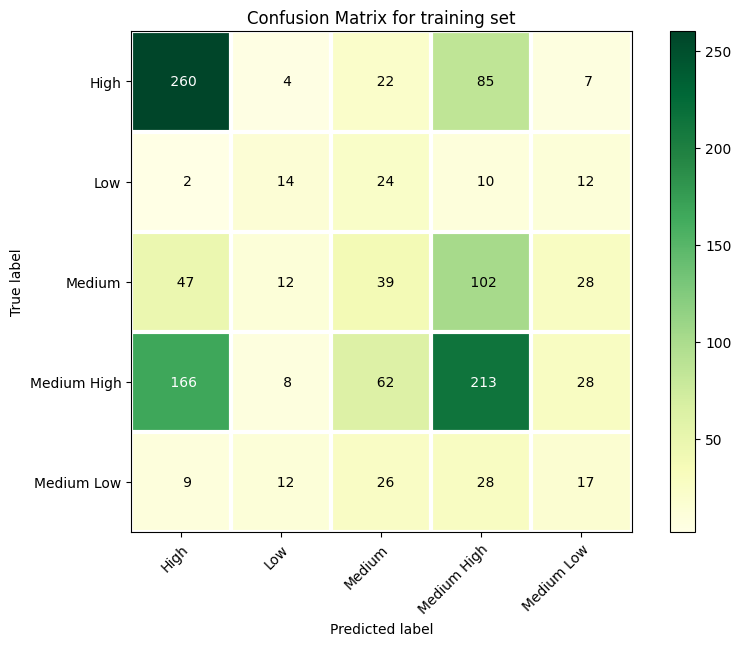 Confusion Matrix for training set
High 260 4 22 85 7
Low 2 14 24 10 12
Medium 47 12 39 102 28
Medium High 166 8 62 213 28
Medium Low 9 12 26 28 17
True label
High Low Medium Medium High Medium Low
Predicted label
250
200
150
100
50